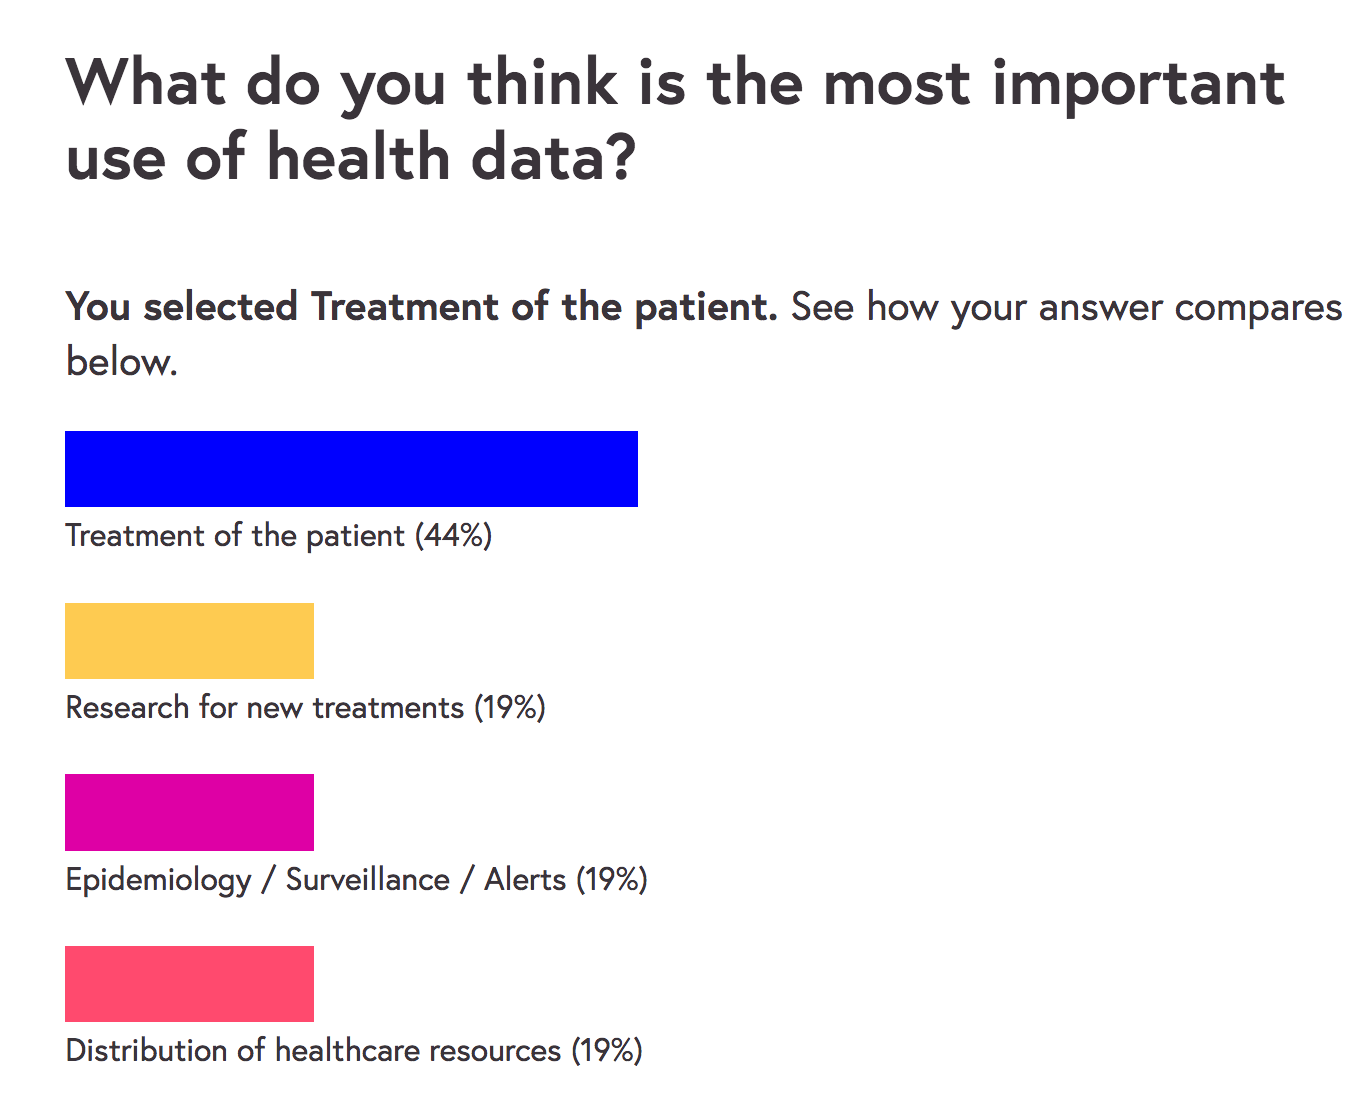 What do you think is the most important
use of health data?
You selected Treatment of the patient. See how your answer compares
below.
Treatment of the patient (44%)
Research for new treatments (19%)
Epidemiology / Surveillance / Alerts (19%)
Distribution of healthcare resources (19%)